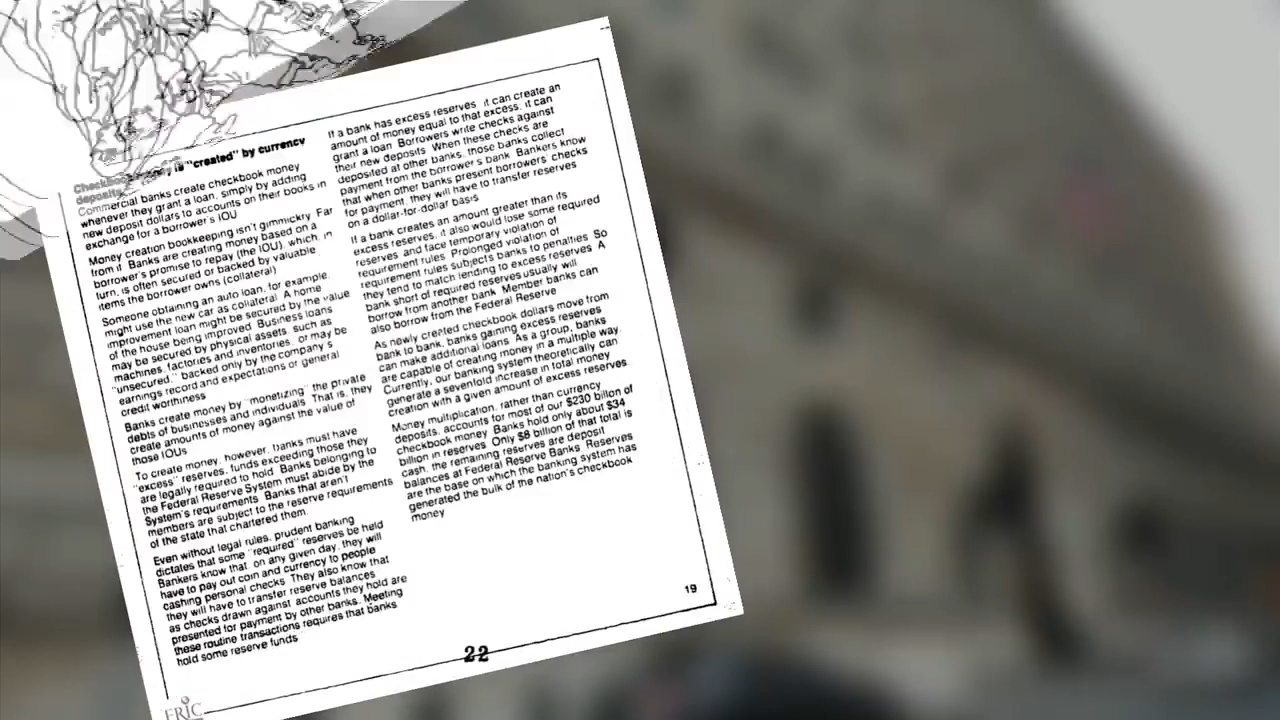 is "created" by currency
deposits
Commercial banks create checkbook money
whenever they grant a loan, simply by adding
new deposit dollars to accounts on their books in
exchange for a borrower's IOU
Money creation bookkeeping isn't gimmickry Far
from it Banks are creating money based on a
borrower's promise to repay (the IOU), which, in
turn, is often secured or backed by valuable
items the borrower owns (collateral)
Someone obtaining an auto loan, for example,
might use the new car as collateral A home
improvement loan might be secured by the value
of the house being improved Business loans
may be secured by physical assets, such as
machines, factories and inventories, or may be
"unsecured," backed only by the company's
earnings record and expectations or general
credit worthiness
Banks create money by "monetizing" the private
debts of businesses and individuals That is, they
create amounts of money against the value of
those IOUs
To create money, however, banks must have
"excess" reserves, funds exceeding those they
are legally required to hold Banks belonging to
the Federal Reserve System must abide by the
System's requirements Banks that aren't
members are subject to the reserve requirements
of the state that chartered them.
Even without legal rules, prudent banking
dictates that some "required" reserves be held
Bankers know that, on any given day, they will
have to pay out coin and currency to people
cashing personal checks. They also know that
they will have to transfer reserve balances
as checks drawn against accounts they hold are
presented for payment by other banks. Meeting
these routine transactions requires that banks
hold some reserve funds
If a bank has excess reserves it can create an
amount of money equal to that excess, it can
grant a loan Borrowers write checks against
their new deposits When these checks are
deposited at other banks, those banks collect
payment from the borrower's bank Bankers know
that when other banks present borrowers' checks
for payment, they will have to transfer reserves
on a dollar-for-dollar basis
If a bank creates an amount greater than its
excess reserves, it also would lose some required
reserves and face temporary violation of
requirement rules Prolonged violation of
requirement rules subjects banks to penalties So
they tend to match lending to excess reserves A
bank short of required reserves usually will
borrow from another bank Member banks can
also borrow from the Federal Reserve
As newly created checkbook dollars move from
bank to bank, banks gaining excess reserves
can make additional loans As a group, banks
are capable of creating money in a multiple way.
Currently, our banking system theoretically can
generate a sevenfold increase in total money
creation with a given amount of excess reserves.
Money multiplication, rather than currency
deposits, accounts for most of our $230 billion of
checkbook money Banks hold only about $34
billion in reserves Only $8 billion of that total is
cash, the remaining reserves are deposit
balances at Federal Reserve Banks Reserves
are the base on which the banking system has
generated the bulk of the nation's checkbook
money
19
22
ERIC